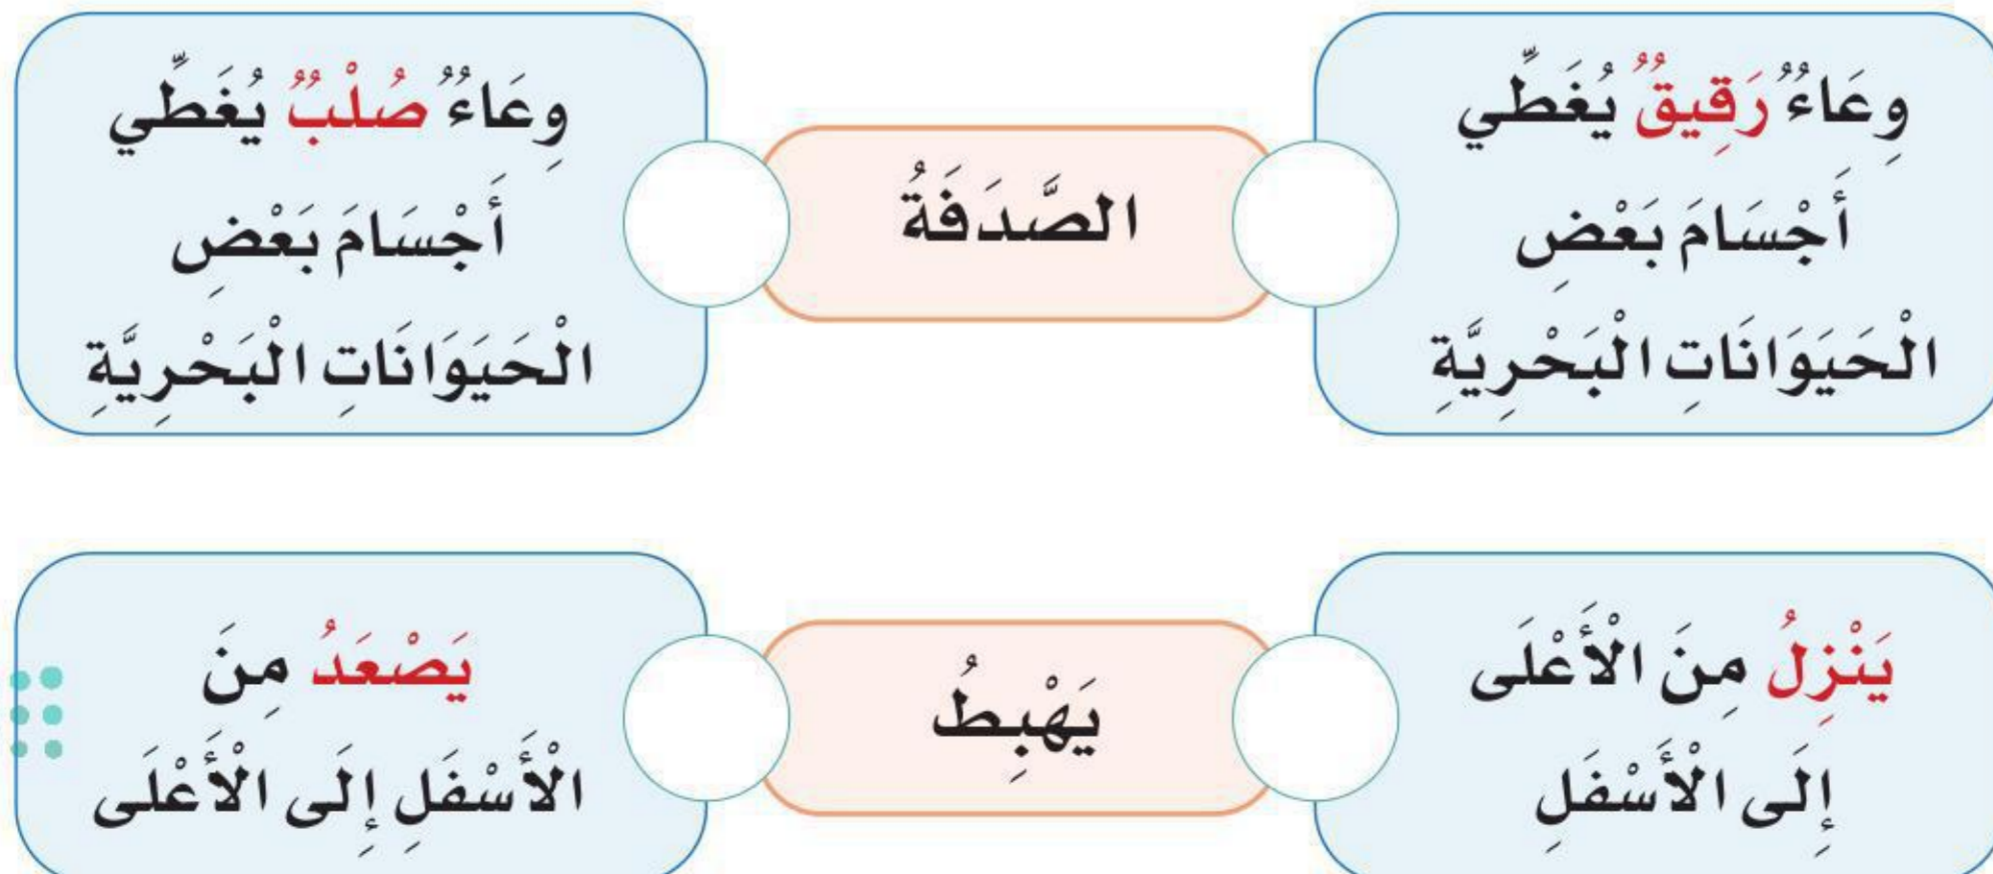 وِعَاءٌ رَقِيقٌ يُغَطِّي
أَجْسَامَ بَعْضِ
الْحَيَوَانَاتِ الْبَحْرِيَّةِ
الصَّدَفَةُ
وِعَاءٌ صُلْبٌ يُغَطِّي
أَجْسَامَ بَعْضِ
الْحَيَوَانَاتِ الْبَحْرِيَّةِ
يَنْزِلُ مِنَ الْأَعْلَى
إِلَى الْأَسْفَلِ
يَهْبِطُ
يَصْعَدُ مِنَ
الْأَسْفَلِ إِلَى الْأَعْلَى